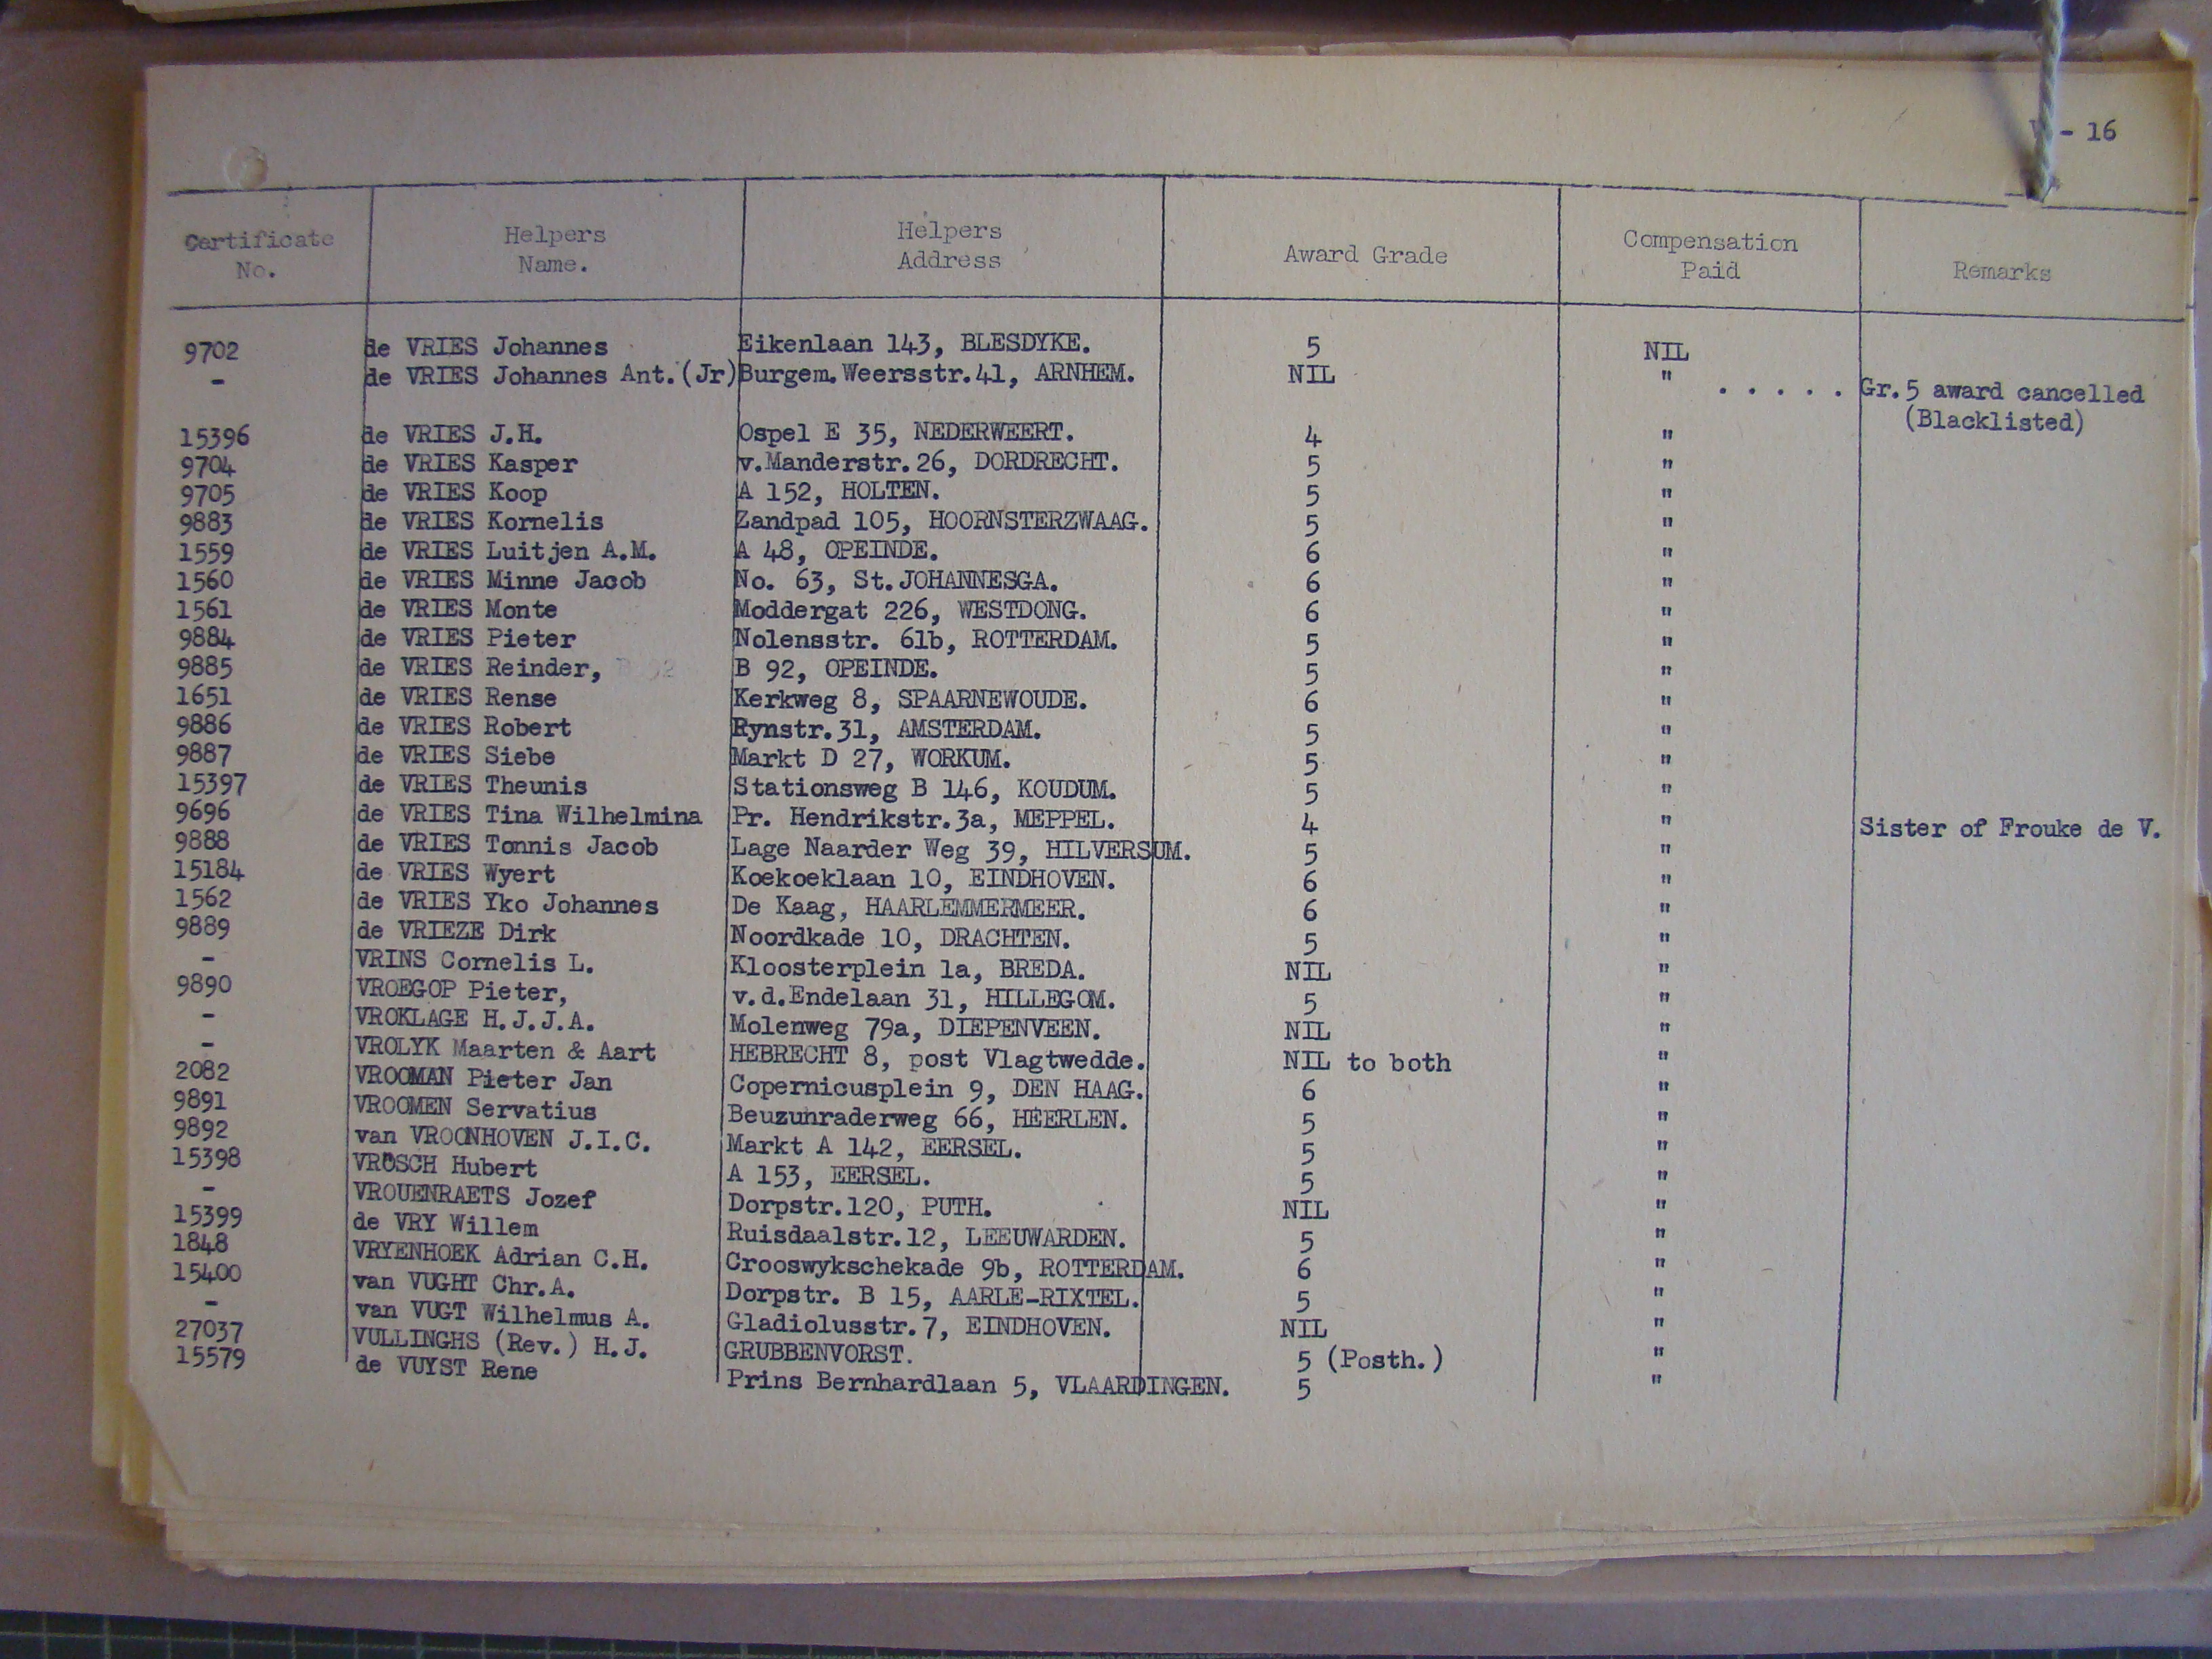 - 16
Certificate No. Helpers Name. Helpers Address Award Grade Compensation Paid Remarks
9702 de VRIES Johannes Eikenlaan 143, BLESDYKE. 5 NIL
- de VRIES Johannes Ant.(Jr) Burgem.Weersstr.41, ARNHEM. NIL " . . . . . Gr.5 award cancelled
(Blacklisted)
15396 de VRIES J.H. Ospel E 35, NEDERWEERT. 4 "
9704 de VRIES Kasper v.Manderstr.26, DORDRECHT. 5 "
9705 de VRIES Koop A 152, HOLTEN. 5 "
9883 de VRIES Kornelis Zandpad 105, HOORNSTERZWAAG. 5 "
1559 de VRIES Luitjen A.M. A 48, OPEINDE. 6 "
1560 de VRIES Minne Jacob No. 63, St.JOHANNESGA. 6 "
1561 de VRIES Monte Moddergat 226, WESTDONG. 6 "
9884 de VRIES Pieter Nolensstr. 61b, ROTTERDAM. 5 "
9885 de VRIES Reinder, B 92, OPEINDE. 5 "
1651 de VRIES Rense Kerkweg 8, SPAARNEWOUDE. 6 "
9886 de VRIES Robert Rynstr.31, AMSTERDAM. 5 "
9887 de VRIES Siebe Markt D 27, WORKUM. 5 "
15397 de VRIES Theunis Stationsweg B 146, KOUDUM. 5 "
9696 de VRIES Tina Wilhelmina Pr. Hendrikstr.3a, MEPPEL. 4 " Sister of Frouke de V.
9888 de VRIES Tonnis Jacob Lage Naarder Weg 39, HILVERSUM. 5 "
15184 de VRIES Wyert Koekoeklaan 10, EINDHOVEN. 6 "
1562 de VRIES Yko Johannes De Kaag, HAARLEMMERMEER. 6 "
9889 de VRIEZE Dirk Noordkade 10, DRACHTEN. 5 "
- VRINS Cornelis L. Kloosterplein 1a, BREDA. NIL "
9890 VROEGOP Pieter, v.d.Endelaan 31, HILLEGOM. 5 "
- VROKLAGE H.J.J.A. Molenweg 79a, DIEPENVEEN. NIL "
- VROLYK Maarten & Aart HEBRECHT 8, post Vlagtwedde. NIL to both "
2082 VROOMAN Pieter Jan Copernicusplein 9, DEN HAAG. 6 "
9891 VROOMEN Servatius Beuzunraderweg 66, HEERLEN. 5 "
9892 van VROONHOVEN J.I.C. Markt A 142, EERSEL. 5 "
15398 VROSCH Hubert A 153, EERSEL. 5 "
- VROUENRAETS Jozef Dorpstr.120, PUTH. NIL "
15399 de VRY Willem Ruisdaalstr.12, LEEUWARDEN. 5 "
1848 VRYENHOEK Adrian C.H. Crooswykschekade 9b, ROTTERDAM. 6 "
15400 van VUGHT Chr.A. Dorpstr. B 15, AARLE-RIXTEL. 5 "
- van VUGT Wilhelmus A. Gladiolusstr.7, EINDHOVEN. NIL "
27037 VULLINGHS (Rev.) H.J. GRUBBENVORST. 5 (Posth.) "
15579 de VUYST Rene Prins Bernhardlaan 5, VLAARDINGEN. 5 "